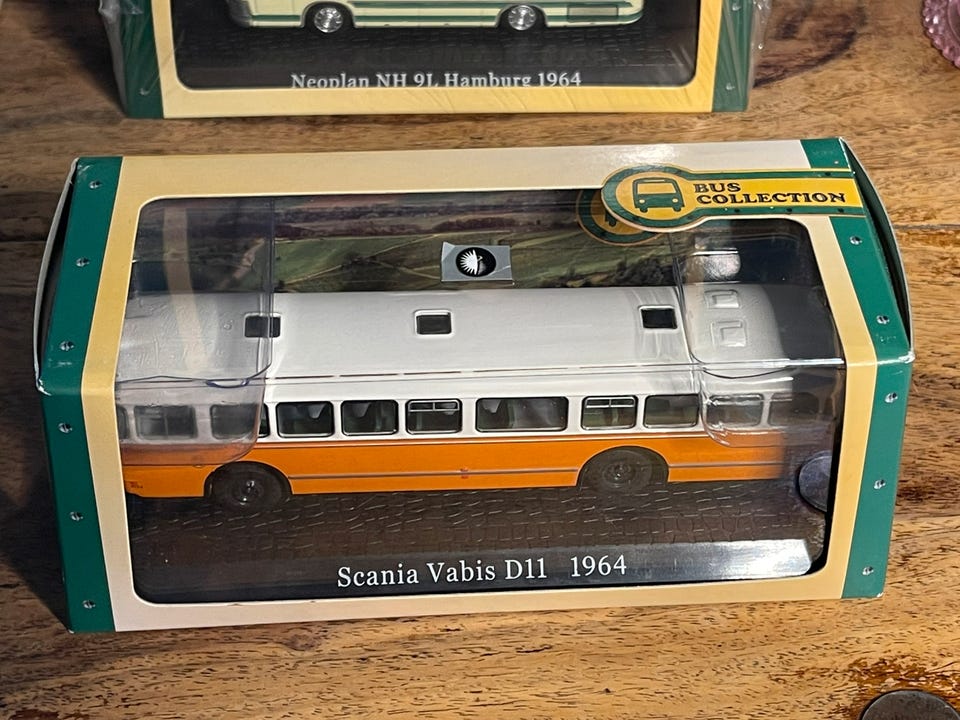 Neoplan NH 9L Hamburg 1964
BUS
COLLECTION
Scania Vabis D11 1964